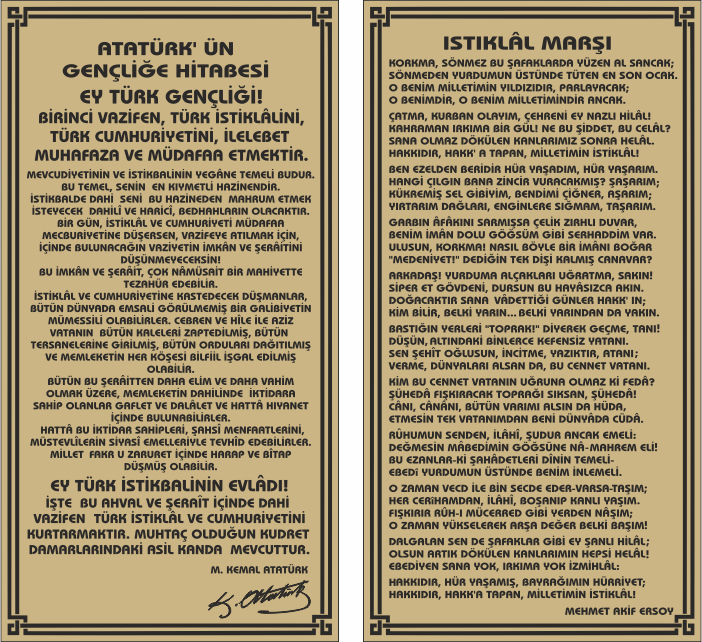 ATATÜRK' ÜN
GENÇLİĞE HİTABESİ
EY TÜRK GENÇLİĞİ!
BİRİNCİ VAZİFEN, TÜRK İSTİKLÂLİNİ,
TÜRK CUMHURİYETİNİ, İLELEBET
MUHAFAZA VE MÜDAFAA ETMEKTİR.
MEVCUDİYETİNİN VE İSTİKBALİNİN YEGÂNE TEMELİ BUDUR.
BU TEMEL, SENİN EN KIYMETLİ HAZİNENDİR.
İSTİKBALDE DAHİ SENİ BU HAZİNEDEN MAHRUM ETMEK
İSTEYECEK DAHİLÎ VE HARİCÎ, BEDHAHLARIN OLACAKTIR.
BİR GÜN, İSTİKLÂL VE CUMHURİYETİ MÜDAFAA
MECBURİYETİNE DÜŞERSEN, VAZİFEYE ATILMAK İÇİN,
İÇİNDE BULUNACAĞIN VAZİYETİN İMKÂN VE ŞERÂİTİNİ
DÜŞÜNMEYECEKSİN!
BU İMKÂN VE ŞERÂİT, ÇOK NÂMÜSAİT BİR MAHİYETTE
TEZAHÜR EDEBİLİR.
İSTİKLÂL VE CUMHURİYETİNE KASTEDECEK DÜŞMANLAR,
BÜTÜN DÜNYADA EMSALİ GÖRÜLMEMİŞ BİR GALİBİYETİN
MÜMESSİLİ OLABİLİRLER. CEBREN VE HİLE İLE AZİZ
VATANIN BÜTÜN KALELERİ ZAPTEDİLMİŞ, BÜTÜN
TERSANELERİNE GİRİLMİŞ, BÜTÜN ORDULARI DAĞITILMIŞ
VE MEMLEKETİN HER KÖŞESİ BİLFİİL İŞGAL EDİLMİŞ
OLABİLİR.
BÜTÜN BU ŞERÂİTTEN DAHA ELİM VE DAHA VAHİM
OLMAK ÜZERE, MEMLEKETİN DAHİLİNDE İKTİDARA
SAHİP OLANLAR GAFLET VE DALÂLET VE HATTÂ HIYANET
İÇİNDE BULUNABİLİRLER.
HATTÂ BU İKTİDAR SAHİPLERİ, ŞAHSÎ MENFAATLERİNİ,
MÜSTEVLÎLERİN SİYASÎ EMELLERİYLE TEVHÎD EDEBİLİRLER.
MİLLET FAKR U ZARURET İÇİNDE HARAP VE BÎTAP
DÜŞMÜŞ OLABİLİR.
EY TÜRK İSTİKBALİNİN EVLÂDI!
İŞTE BU AHVAL VE ŞERAÎT İÇİNDE DAHİ
VAZİFEN TÜRK İSTİKLÂL VE CUMHURİYETİNİ
KURTARMAKTIR. MUHTAÇ OLDUĞUN KUDRET
DAMARLARINDAKİ ASİL KANDA MEVCUTTUR.
M. KEMAL ATATÜRK
K. Atatürk
ISTIKLÂL MARŞI
KORKMA, SÖNMEZ BU ŞAFAKLARDA YÜZEN AL SANCAK;
SÖNMEDEN YURDUMUN ÜSTÜNDE TÜTEN EN SON OCAK.
O BENİM MİLLETİMİN YILDIZIDIR, PARLAYACAK;
O BENİMDİR, O BENİM MİLLETİMİNDİR ANCAK.
ÇATMA, KURBAN OLAYIM, ÇEHRENİ EY NAZLI HİLÂL!
KAHRAMAN IRKIMA BİR GÜL! NE BU ŞİDDET, BU CELÂL?
SANA OLMAZ DÖKÜLEN KANLARIMIZ SONRA HELÂL.
HAKKIDIR, HAKK' A TAPAN, MİLLETİMİN İSTİKLÂL!
BEN EZELDEN BERİDİR HÜR YAŞADIM, HÜR YAŞARIM.
HANGİ ÇILGIN BANA ZİNCİR VURACAKMIŞ? ŞAŞARIM;
KÜKREMİŞ SEL GİBİYİM, BENDİMİ ÇİĞNER, AŞARIM;
YIRTARIM DAĞLARI, ENGİNLERE SIĞMAM, TAŞARIM.
GARBIN ÂFÂKINI SARMIŞSA ÇELİK ZIRHLI DUVAR,
BENİM İMÂN DOLU GÖĞSÜM GİBİ SERHADDİM VAR.
ULUSUN, KORKMA! NASIL BÖYLE BİR İMÂNI BOĞAR
"MEDENİYET!" DEDİĞİN TEK DİŞİ KALMIŞ CANAVAR?
ARKADAŞ! YURDUMA ALÇAKLARI UĞRATMA, SAKIN!
SİPER ET GÖVDENİ, DURSUN BU HAYÂSIZCA AKIN.
DOĞACAKTIR SANA VÂDETTİĞİ GÜNLER HAKK' IN;
KİM BİLİR, BELKİ YARIN... BELKİ YARINDAN DA YAKIN.
BASTIĞIN YERLERİ "TOPRAK!" DİYEREK GEÇME, TANI!
DÜŞÜN, ALTINDAKİ BİNLERCE KEFENSİZ YATANI.
SEN ŞEHÎT OĞLUSUN, İNCİTME, YAZIKTIR, ATANI;
VERME, DÜNYALARI ALSAN DA, BU CENNET VATANI.
KİM BU CENNET VATANIN UĞRUNA OLMAZ Kİ FEDÂ?
ŞÜHEDÂ FIŞKIRACAK TOPRAĞI SIKSAN, ŞÜHEDÂ!
CÂNI, CÂNÂNI, BÜTÜN VARIMI ALSIN DA HÜDA,
ETMESİN TEK VATANIMDAN BENİ DÜNYÂDA CÜDÂ.
RÛHUMUN SENDEN, İLÂHÎ, ŞUDUR ANCAK EMELİ:
DEĞMESİN MÂBEDİMİN GÖĞSÜNE NÂ-MAHREM ELİ!
BU EZANLAR-Kİ ŞAHÂDETLERİ DÎNİN TEMELİ-
EBEDî YURDUMUN ÜSTÜNDE BENİM İNLEMELİ.
O ZAMAN VECD İLE BİN SECDE EDER-VARSA-TAŞIM;
HER CERÎHAMDAN, İLÂHÎ, BOŞANIP KANLI YAŞIM.
FIŞKIRIR RÛH-I MÜCERRED GİBİ YERDEN NÂŞIM;
O ZAMAN YÜKSELEREK ARŞA DEĞER BELKİ BAŞIM!
DALGALAN SEN DE ŞAFAKLAR GİBİ EY ŞANLI HİLÂL;
OLSUN ARTIK DÖKÜLEN KANLARIMIN HEPSİ HELÂL!
EBEDİYEN SANA YOK, IRKIMA YOK İZMİHLÂL:
HAKKIDIR, HÜR YAŞAMIŞ, BAYRAĞIMIN HÜRRİYET;
HAKKIDIR, HAKK'A TAPAN, MİLLETİMİN İSTİKLÂL!
MEHMET AKİF ERSOY